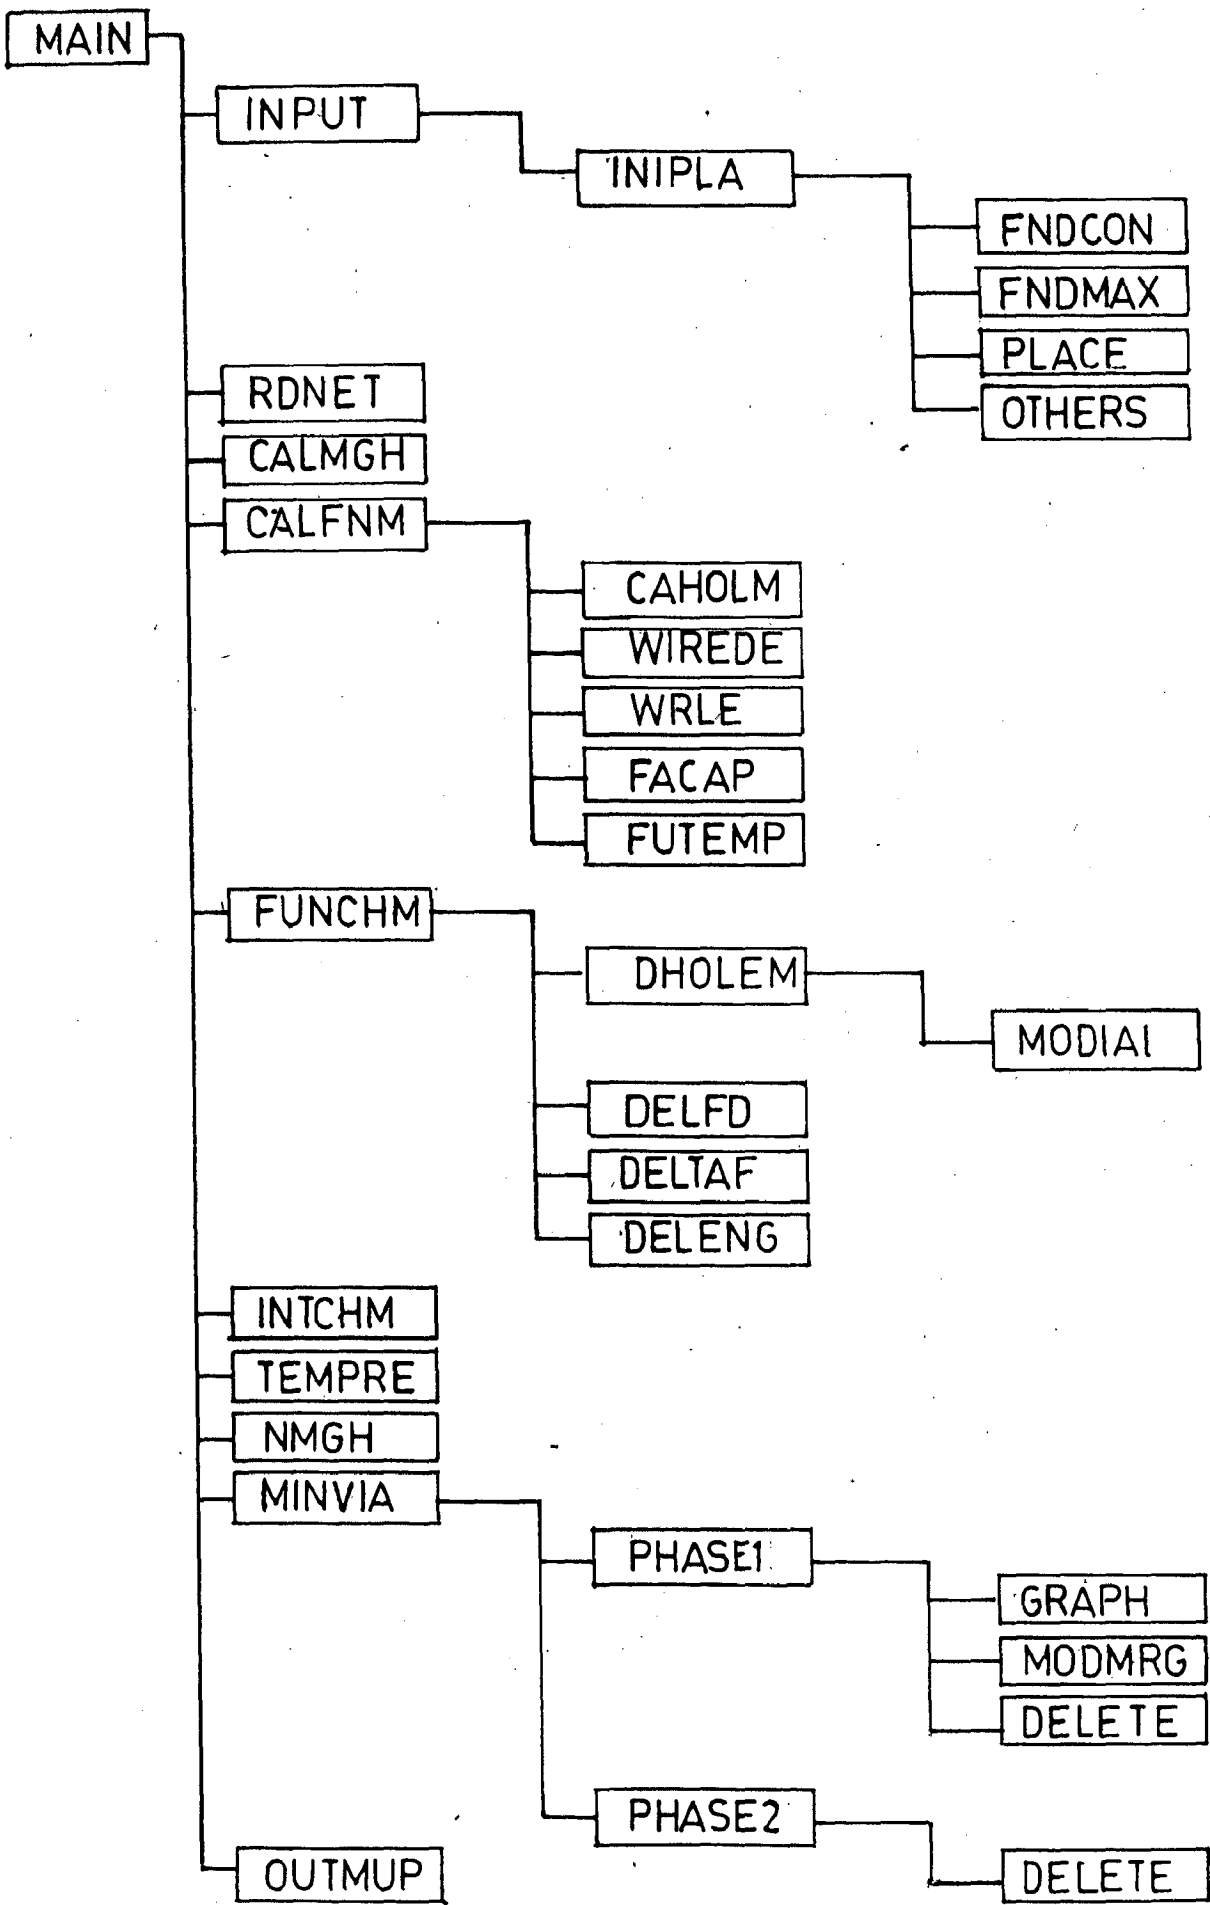 MAIN
INPUT
INIPLA
FNDCON
FNDMAX
PLACE
OTHERS
RDNET
CALMGH
CALFNM
CAHOLM
WIREDE
WRLE
FACAP
FUTEMP
FUNCHM
DHOLEM
MODIAI
DELFD
DELTAF
DELENG
INTCHM
TEMPRE
NMGH
MINVIA
PHASE1
GRAPH
MODMRG
DELETE
PHASE2
DELETE
OUTMUP